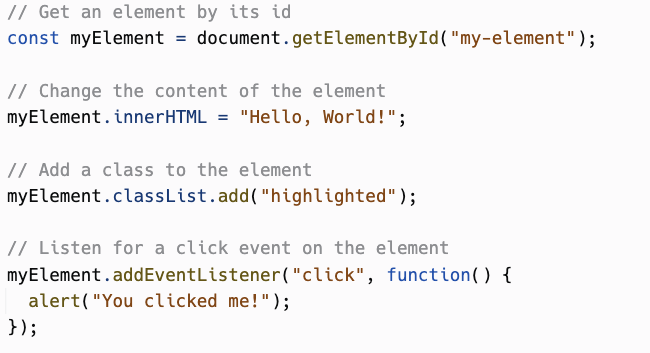 // Get an element by its id
const myElement = document.getElementById("my-element");
// Change the content of the element
myElement.innerHTML = "Hello, World!";
// Add a class to the element
myElement.classList.add("highlighted");
// Listen for a click event on the element
myElement.addEventListener("click", function() {
  alert("You clicked me!");
});